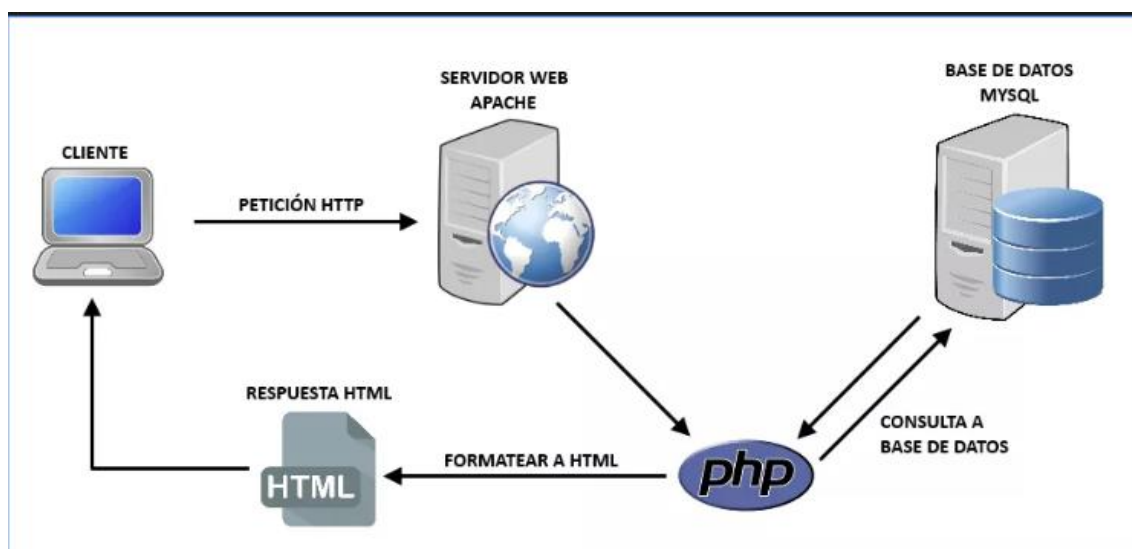 SERVIDOR WEB
APACHE
BASE DE DATOS
MYSQL
CLIENTE
PETICIÓN HTTP
RESPUESTA HTML
HTML
FORMATEAR A HTML
php
CONSULTA A
BASE DE DATOS